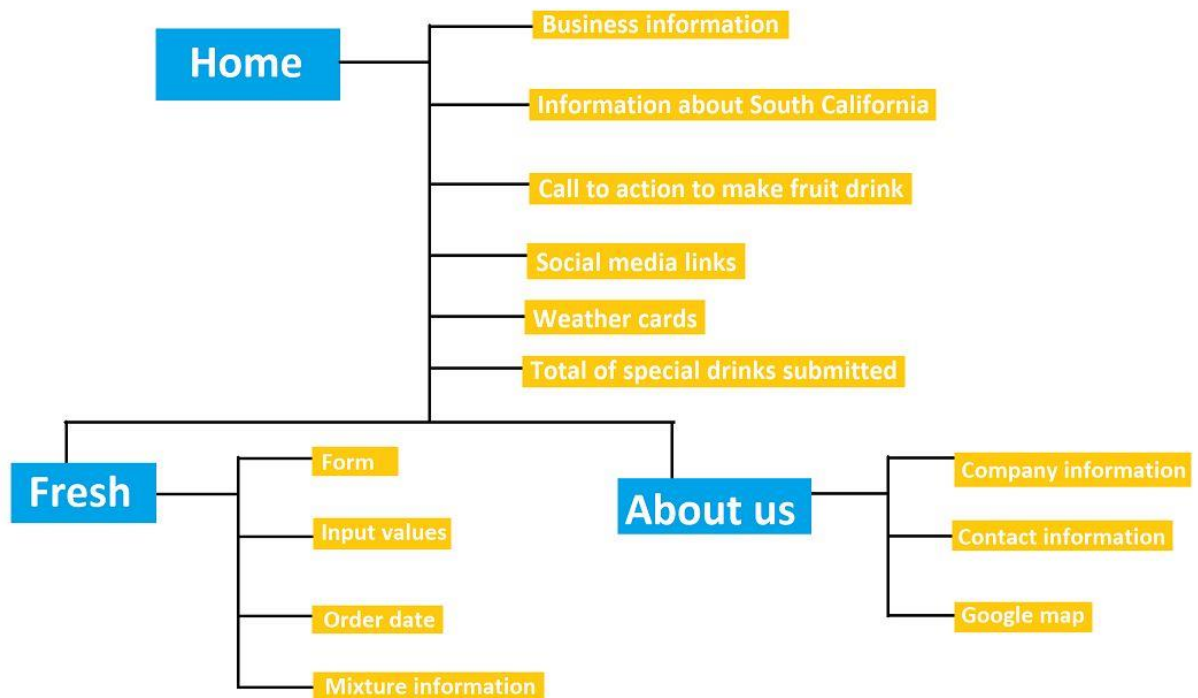 Home
Business information
Information about South California
Call to action to make fruit drink
Social media links
Weather cards
Total of special drinks submitted
Fresh
Form
Input values
Order date
Mixture information
About us
Company information
Contact information
Google map